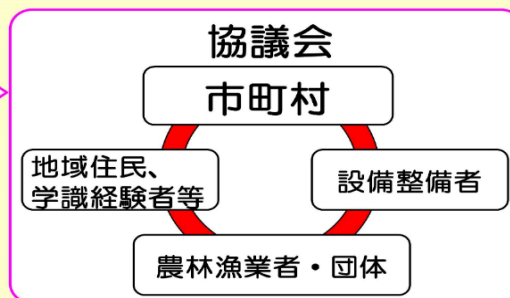 協議会
市町村
地域住民、
学識経験者等
設備整備者
農林漁業者・団体